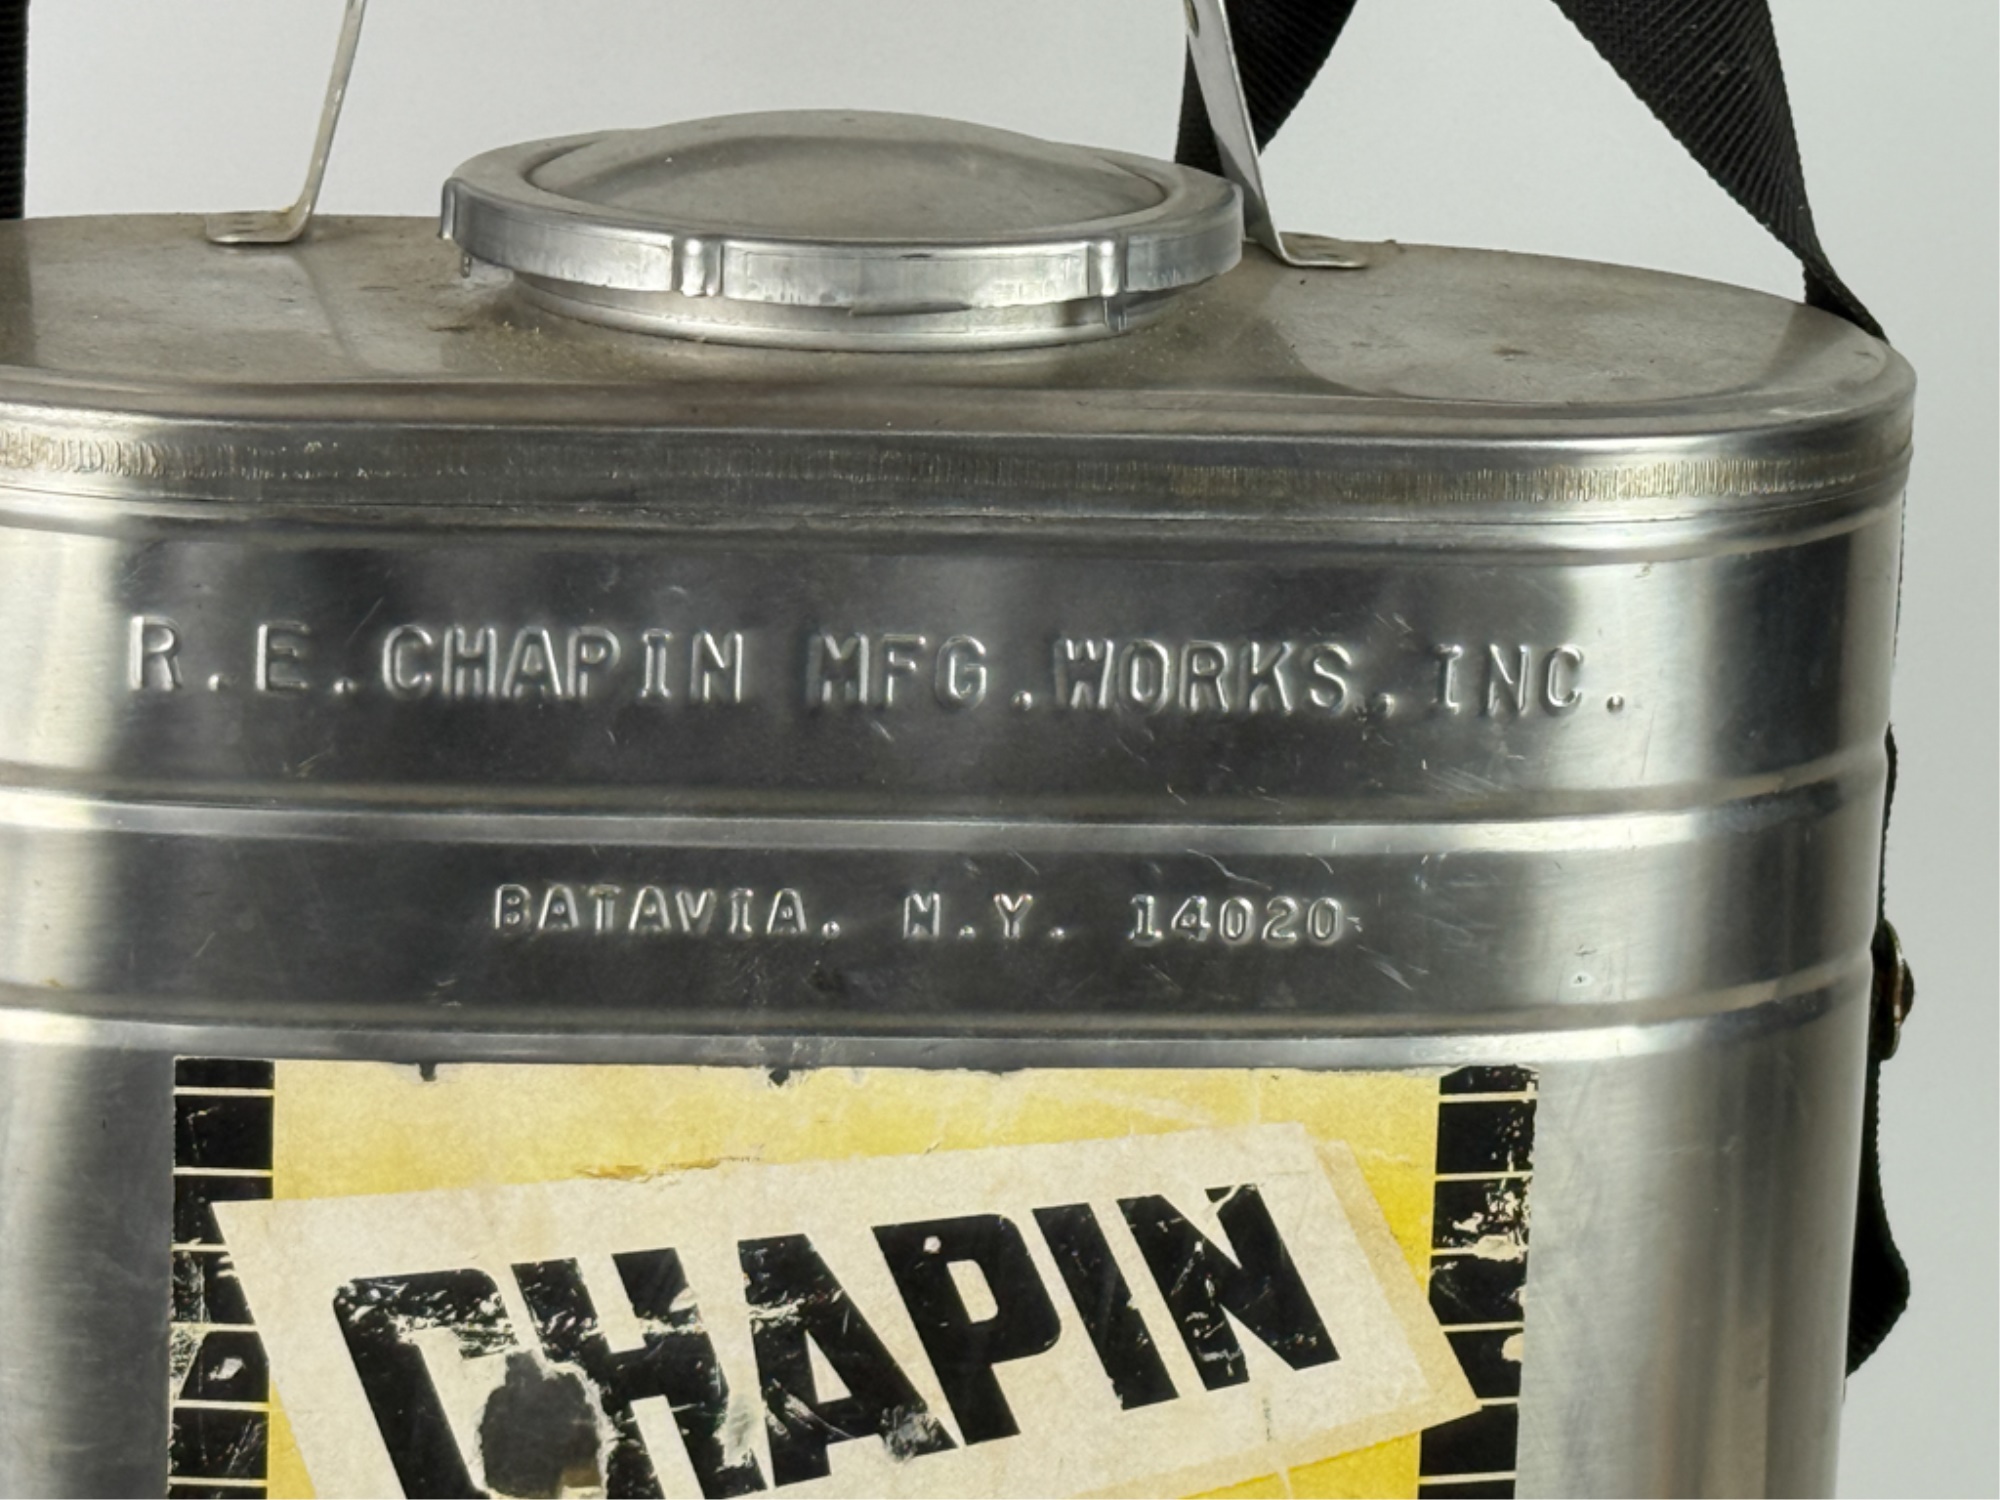 R.E.CHAPIN MFG.WORKS,INC.
BATAVIA. N.Y. 14020
CHAPIN